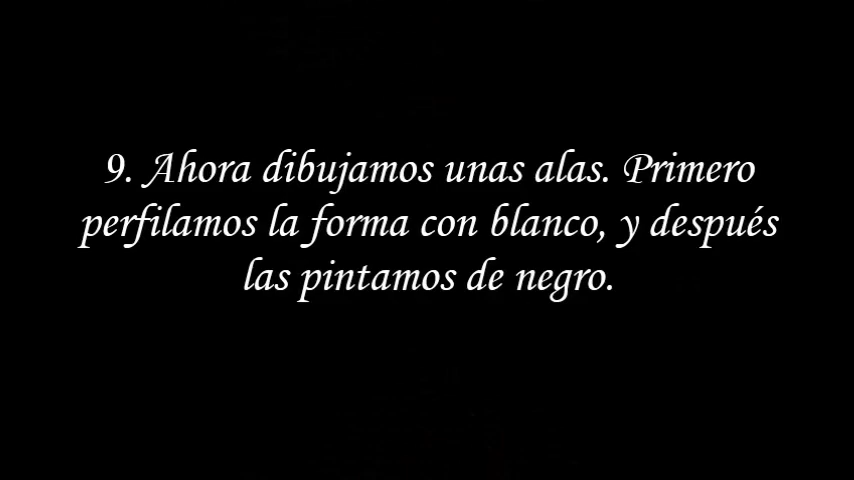 9. Ahora dibujamos unas alas. Primero
perfilamos la forma con blanco, y después
las pintamos de negro.